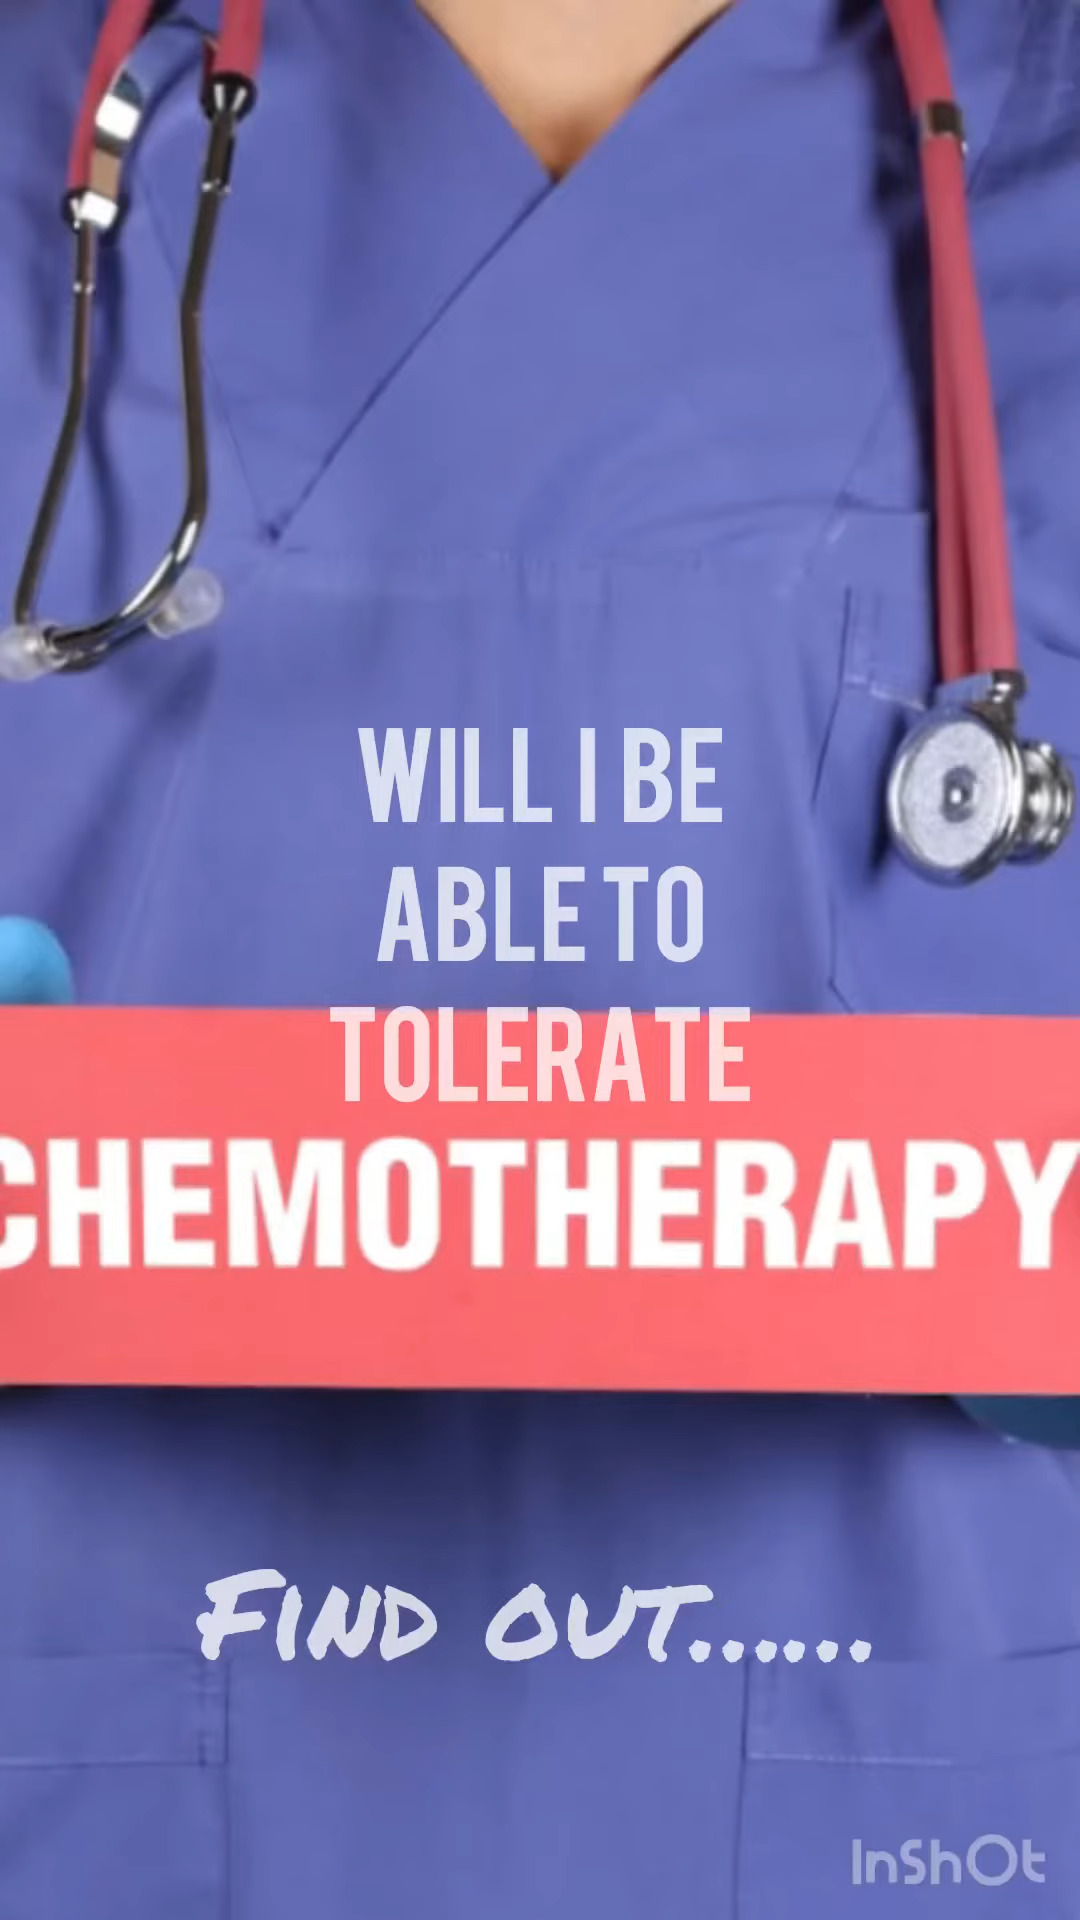 WILL I BE
ABLE TO
TOLERATE
CHEMOTHERAPY
FIND OUT......
InShOt